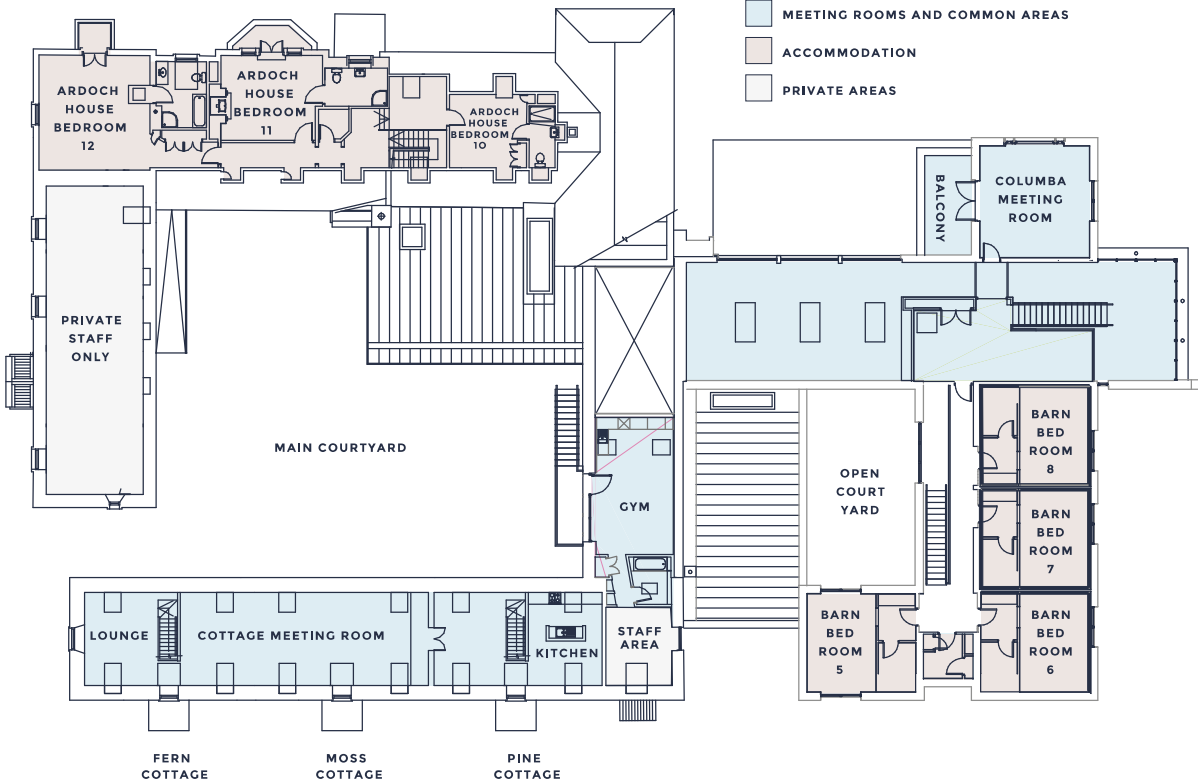 MEETING ROOMS AND COMMON AREAS
ACCOMMODATION
PRIVATE AREAS
ARDOCH
HOUSE
BEDROOM
12
ARDOCH
HOUSE
BEDROOM
11
ARDOCH
HOUSE
BEDROOM
10
BALCONY
COLUMBA
MEETING
ROOM
PRIVATE
STAFF
ONLY
MAIN COURTYARD
GYM
OPEN
COURT
YARD
BARN
BED
ROOM
8
BARN
BED
ROOM
7
BARN
BED
ROOM
6
BARN
BED
ROOM
5
LOUNGE
COTTAGE MEETING ROOM
KITCHEN
STAFF
AREA
FERN
COTTAGE
MOSS
COTTAGE
PINE
COTTAGE